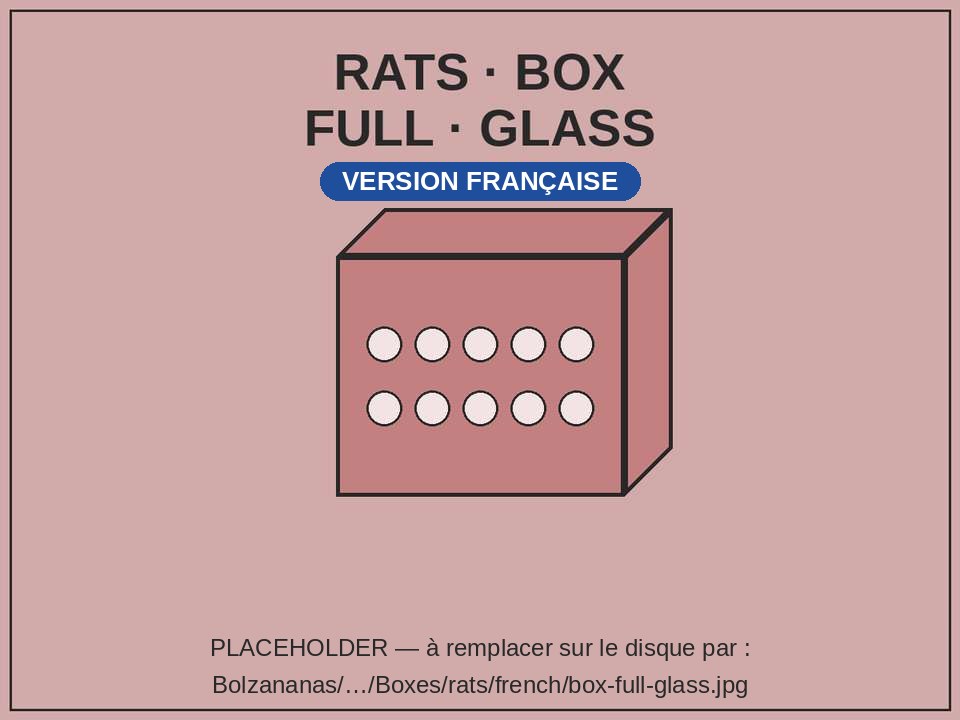 RATS · BOX
FULL · GLASS
VERSION FRANÇAISE
PLACEHOLDER — à remplacer sur le disque par :
Bolzananas/…/Boxes/rats/french/box-full-glass.jpg